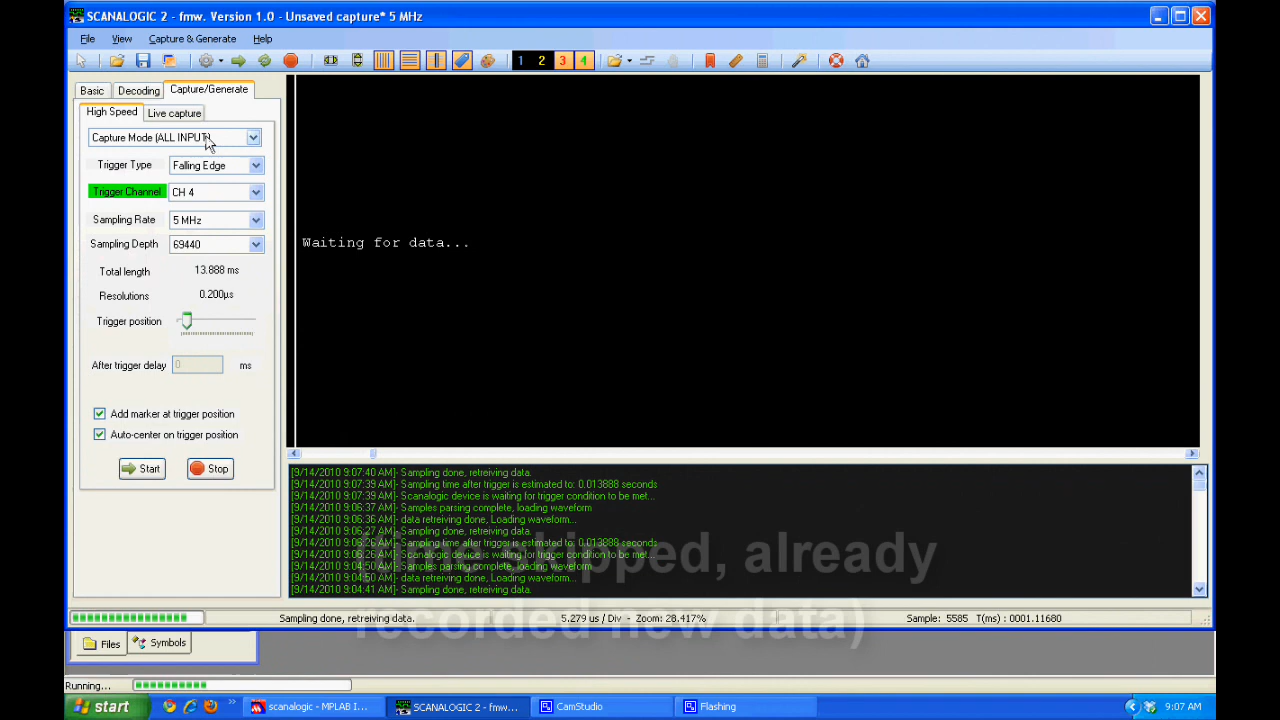 SCANALOGIC 2 - fmw. Version 1.0 - Unsaved capture* 5 MHz
File View Capture & Generate Help
1 2 3 4
Basic Decoding Capture/Generate
High Speed Live capture
Capture Mode (ALL INPUT)
Trigger Type Falling Edge
Trigger Channel CH 4
Sampling Rate 5 MHz
Sampling Depth 69440
Total length 13.888 ms
Resolutions 0.200µs
Trigger position
After trigger delay 0 ms
Add marker at trigger position
Auto-center on trigger position
Start Stop
Waiting for data...
[9/14/2010 9:07:40 AM]- Sampling done, retreiving data.
[9/14/2010 9:07:39 AM]- Sampling time after trigger is estimated to: 0.013888 seconds
[9/14/2010 9:07:39 AM]- Scanalogic device is waiting for trigger condition to be met...
[9/14/2010 9:06:37 AM]- Samples parsing complete, loading waveform
[9/14/2010 9:06:36 AM]- data retreiving done, Loading waveform...
[9/14/2010 9:06:27 AM]- Sampling done, retreiving data.
[9/14/2010 9:06:26 AM]- Sampling time after trigger is estimated to: 0.013888 seconds
[9/14/2010 9:06:26 AM]- Scanalogic device is waiting for trigger condition to be met...
[9/14/2010 9:04:50 AM]- Samples parsing complete, loading waveform
[9/14/2010 9:04:50 AM]- data retreiving done, Loading waveform...
[9/14/2010 9:04:41 AM]- Sampling done, retreiving data.
(time skipped, already
recorded new data)
Sampling done, retreiving data. 5.279 us / Div - Zoom: 28.417% Sample: 5585 T(ms) : 0001.11680
Files Symbols
Running...
start scanalogic - MPLAB I... SCANALOGIC 2 - fmw... CamStudio Flashing 9:07 AM